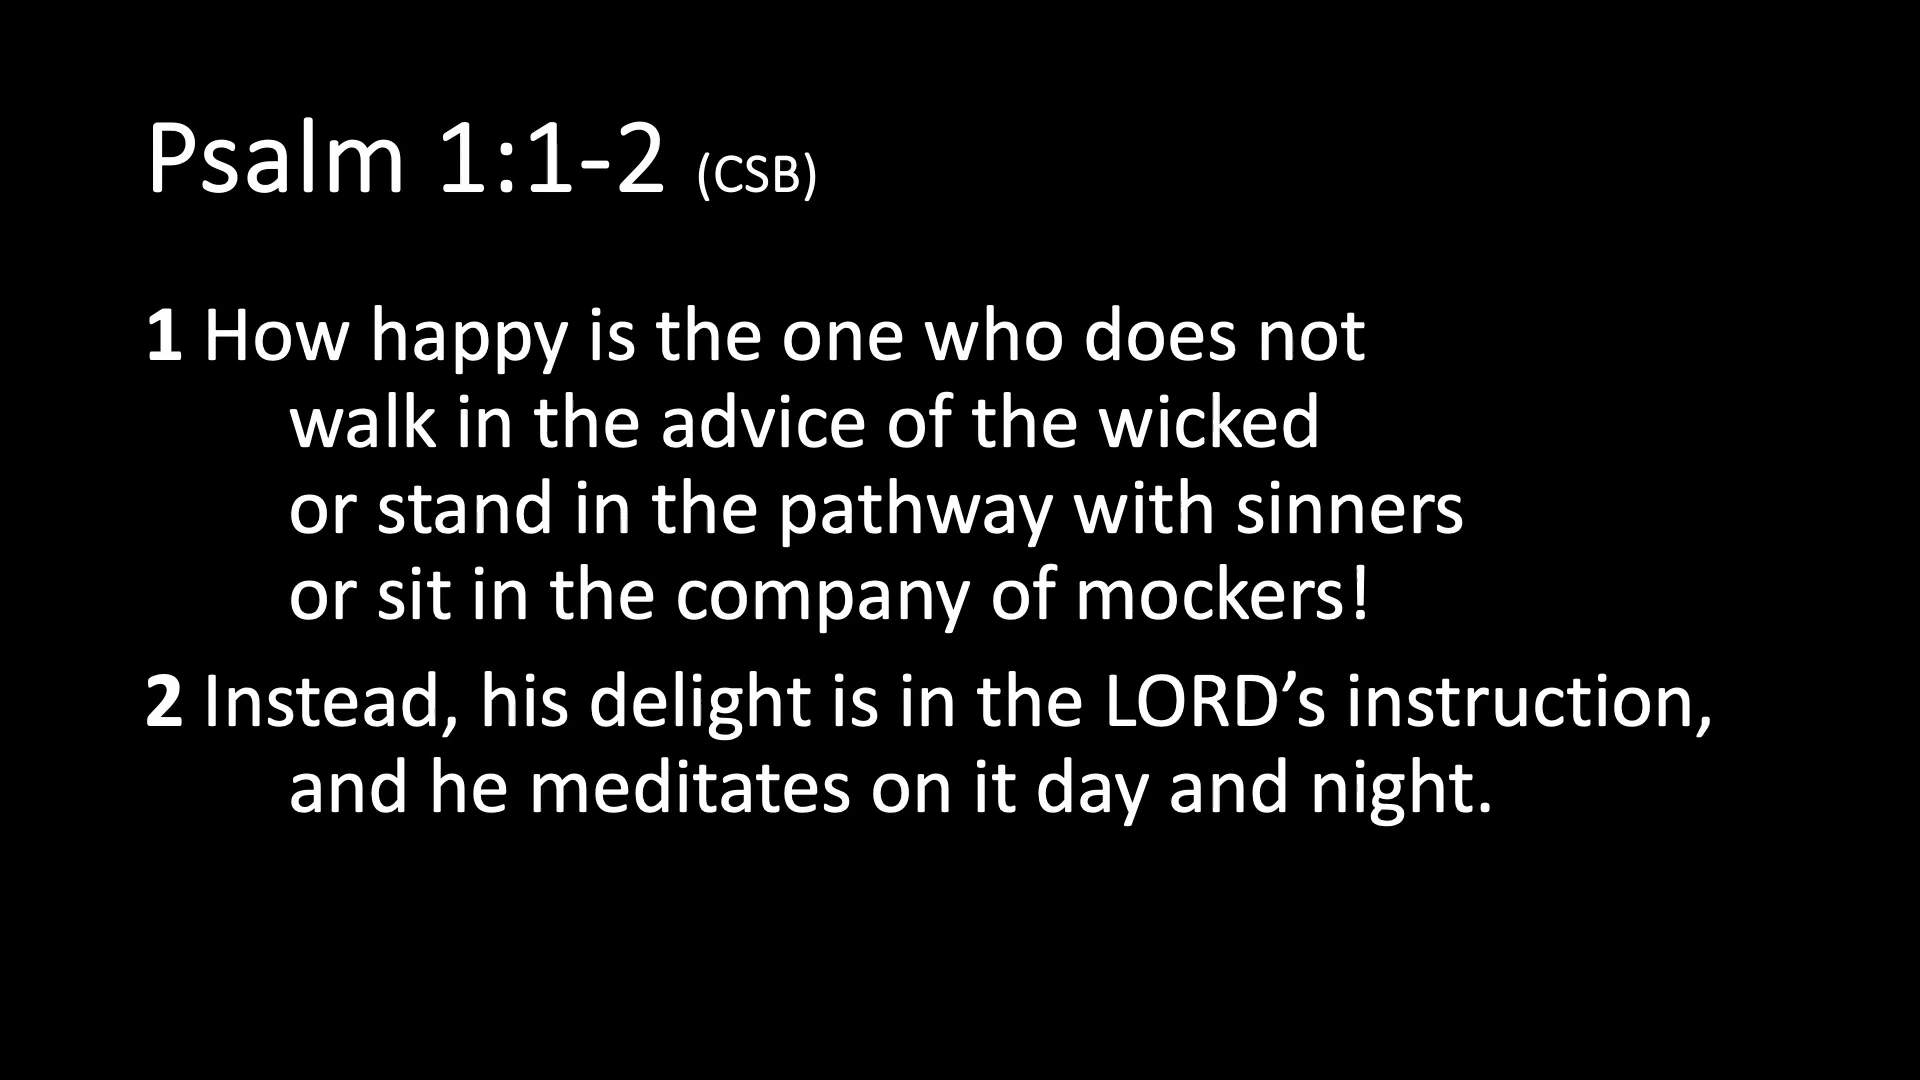 Psalm 1:1-2 (CSB)
1 How happy is the one who does not
walk in the advice of the wicked
or stand in the pathway with sinners
or sit in the company of mockers!
2 Instead, his delight is in the LORD’s instruction,
and he meditates on it day and night.